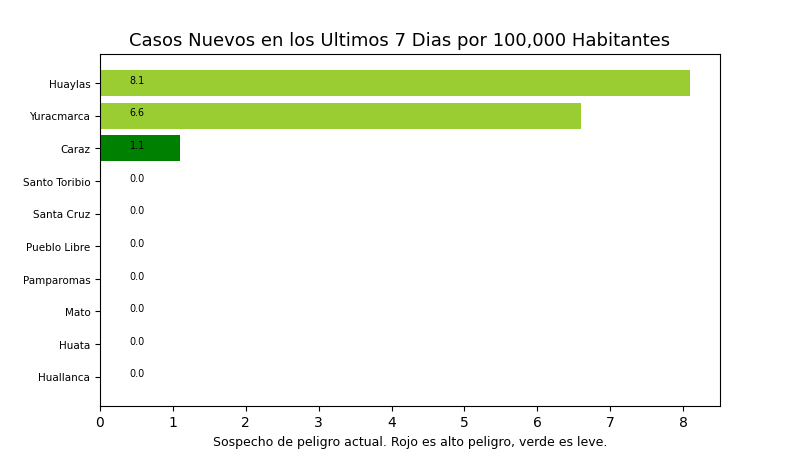 Casos Nuevos en los Ultimos 7 Dias por 100,000 Habitantes
Huaylas 8.1
Yuracmarca 6.6
Caraz 1.1
Santo Toribio 0.0
Santa Cruz 0.0
Pueblo Libre 0.0
Pamparomas 0.0
Mato 0.0
Huata 0.0
Huallanca 0.0
0 1 2 3 4 5 6 7 8
Sospecho de peligro actual. Rojo es alto peligro, verde es leve.